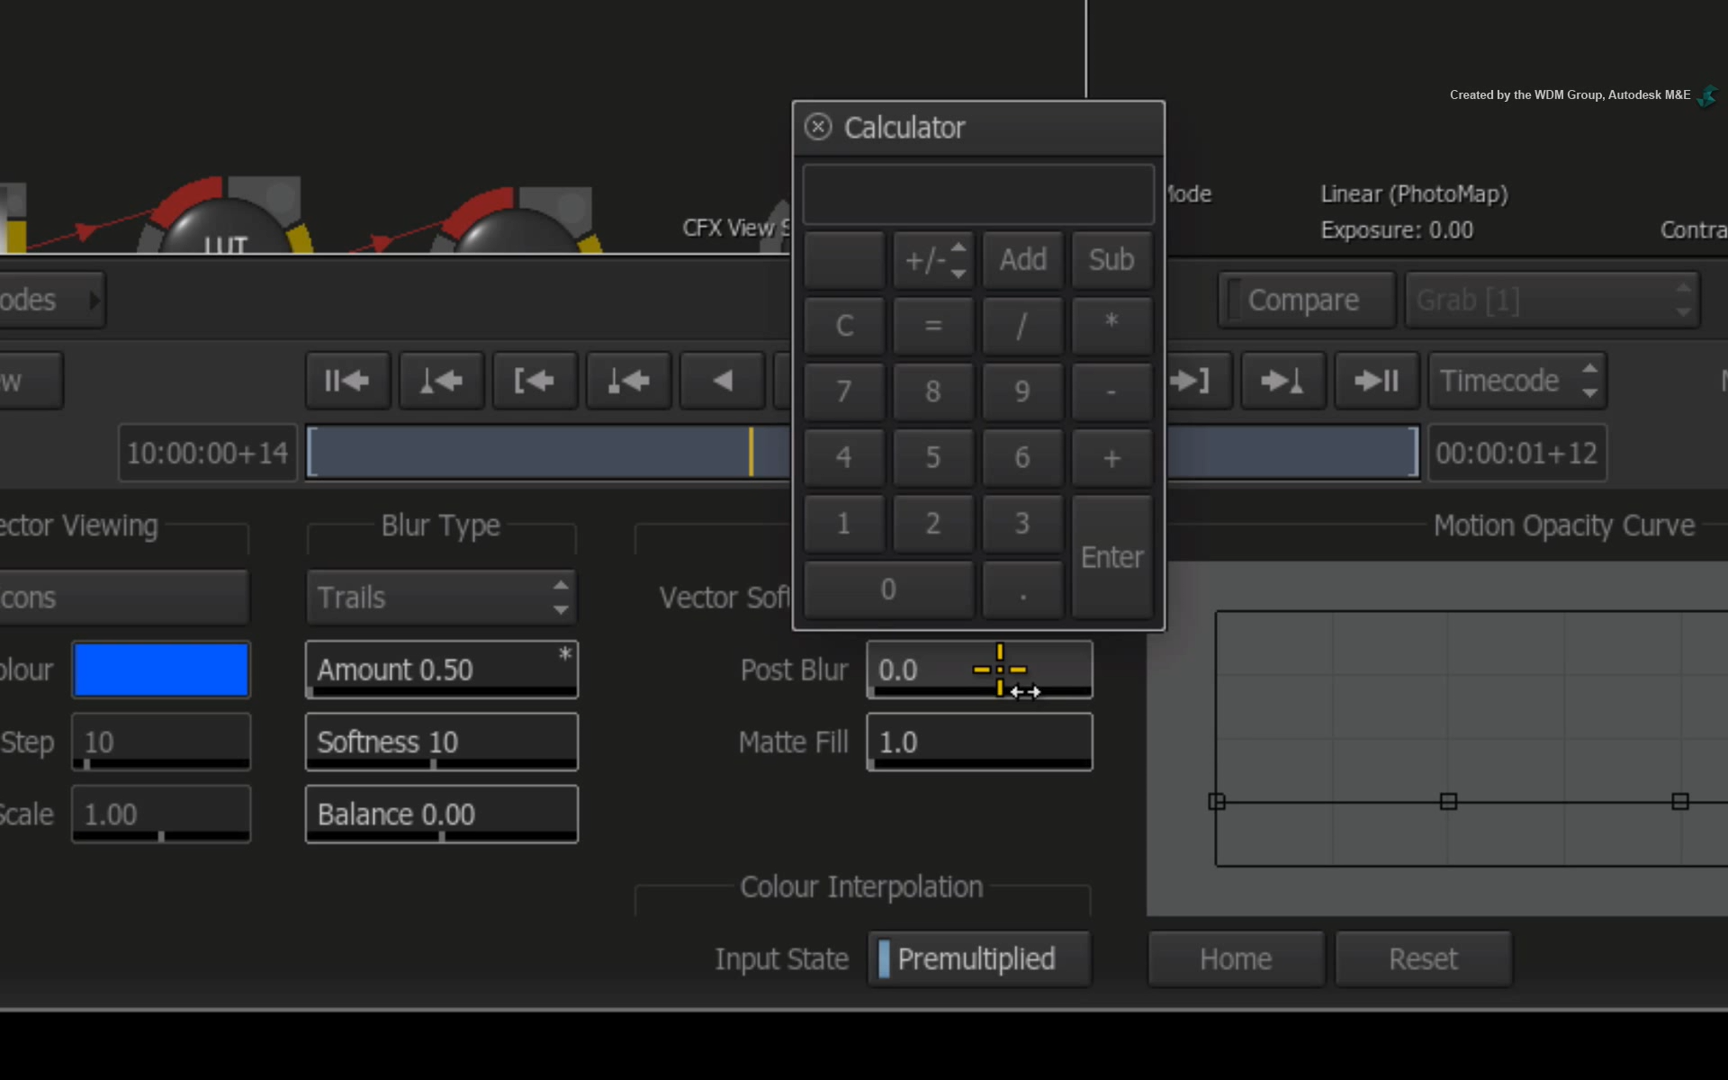 Created by the WDM Group, Autodesk M&E
Calculator
Mode
Linear (PhotoMap)
LUT
CFX View S
Exposure: 0.00
Contra
+/-
Add
Sub
odes
Compare
Grab [1]
C
=
/
*
ew
Timecode
7
8
9
-
10:00:00+14
00:00:01+12
4
5
6
+
ector Viewing
Blur Type
Motion Opacity Curve
1
2
3
Enter
0
.
cons
Trails
Vector Soft
olour
Amount 0.50
*
Post Blur
0.0
Step
10
Softness 10
Matte Fill
1.0
Scale
1.00
Balance 0.00
Colour Interpolation
Input State
Premultiplied
Home
Reset